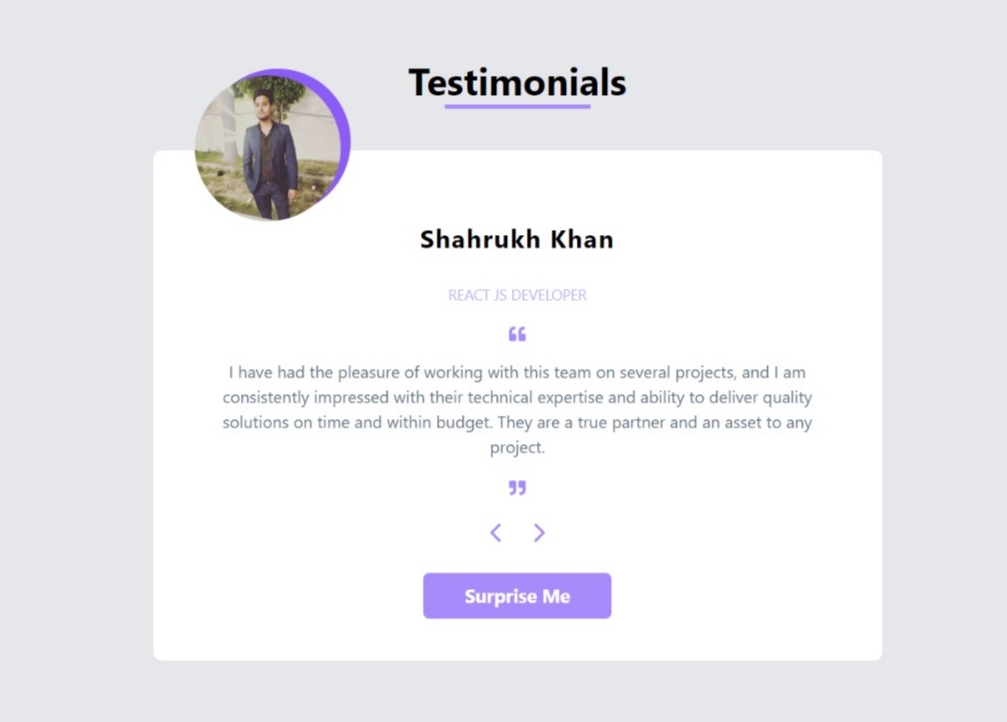 Testimonials
Shahrukh Khan
REACT JS DEVELOPER
“
I have had the pleasure of working with this team on several projects, and I am
consistently impressed with their technical expertise and ability to deliver quality
solutions on time and within budget. They are a true partner and an asset to any
project.
”
Surprise Me